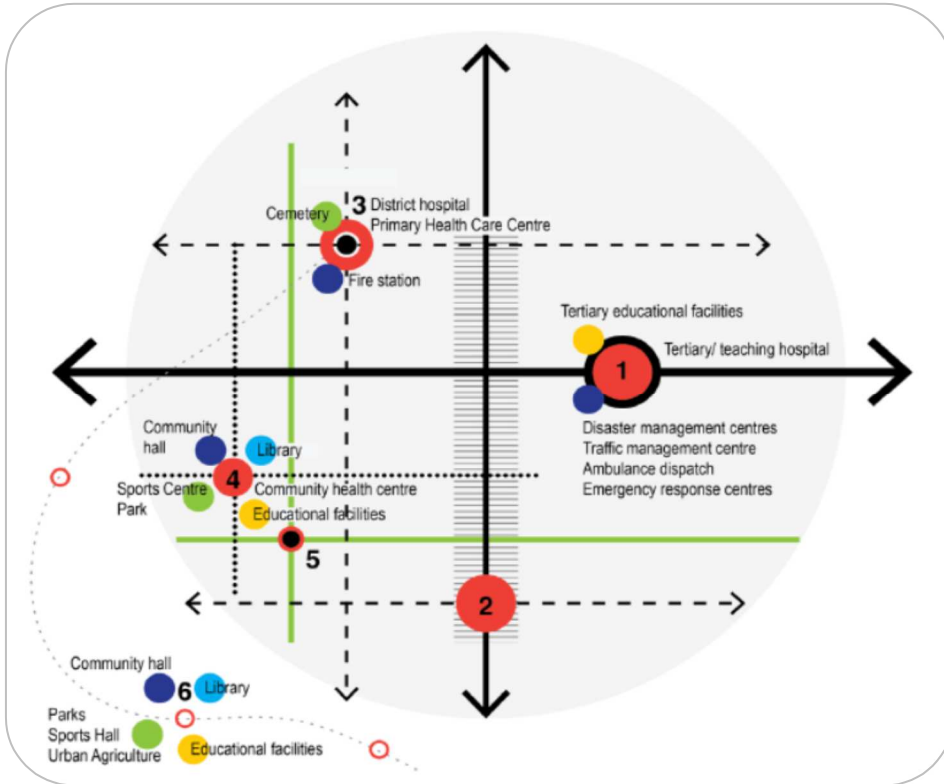 3 District hospital
Cemetery
Primary Health Care Centre
Fire station
Tertiary educational facilities
Tertiary/ teaching hospital
1
Disaster management centres
Traffic management centre
Ambulance dispatch
Emergency response centres
Community
hall
Library
4
Sports Centre
Park
Community health centre
Educational facilities
5
2
Community hall
6
Library
Parks
Sports Hall
Urban Agriculture
Educational facilities